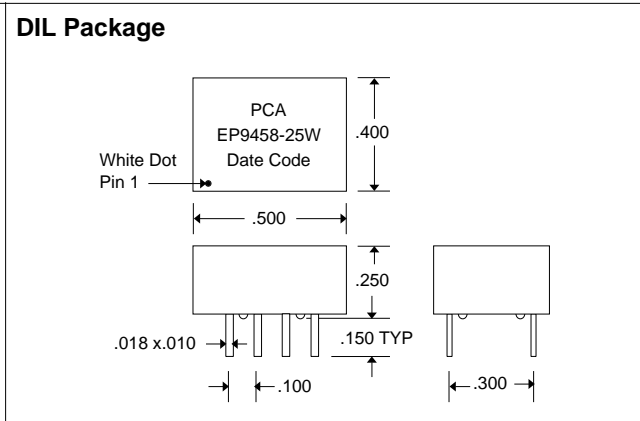 DIL Package
PCA
EP9458-25W
Date Code
White Dot
Pin 1
.400
.500
.250
.018 x.010
.150 TYP
.100
.300